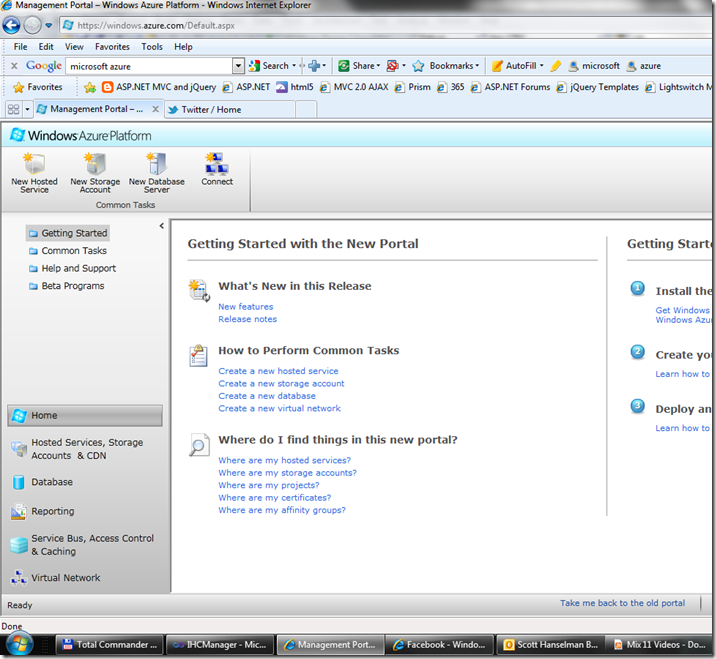 Management Portal – Windows Azure Platform - Windows Internet Explorer
https://windows.azure.com/Default.aspx
File Edit View Favorites Tools Help
Google microsoft azure Search Share Bookmarks AutoFill microsoft azure
Favorites ASP.NET MVC and jQuery ASP.NET html5 MVC 2.0 AJAX Prism 365 ASP.NET Forums jQuery Templates Lightswitch M
Management Portal – ... Twitter / Home
Windows Azure Platform
New Hosted Service
New Storage Account
New Database Server
Connect
Common Tasks
Getting Started
Common Tasks
Help and Support
Beta Programs
Home
Hosted Services, Storage
Accounts & CDN
Database
Reporting
Service Bus, Access Control
& Caching
Virtual Network
Getting Started with the New Portal
What's New in this Release
New features
Release notes
How to Perform Common Tasks
Create a new hosted service
Create a new storage account
Create a new database
Create a new virtual network
Where do I find things in this new portal?
Where are my hosted services?
Where are my storage accounts?
Where are my projects?
Where are my certificates?
Where are my affinity groups?
Getting Starte
1 Install the
Get Windows
Windows Azu
2 Create you
Learn how to
3 Deploy an
Learn how to
Ready
Take me back to the old portal
Done
Total Commander ... IHCManager - Mic... Management Port... Facebook - Windo... Scott Hanselman B... Mix11 Videos - Do...